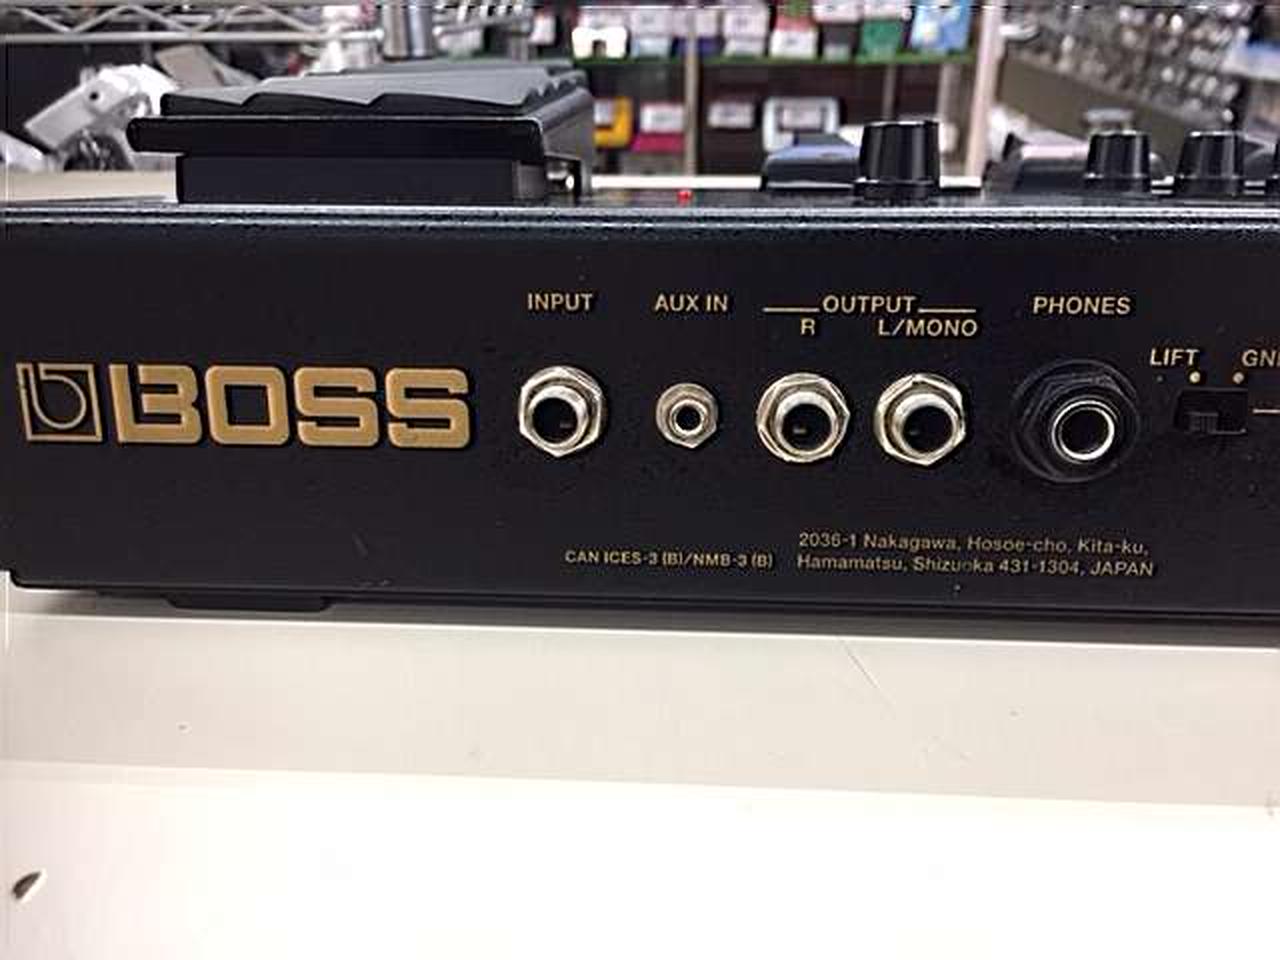 INPUT
AUX IN
OUTPUT
R
L/MONO
PHONES
LIFT
BOSS
CAN ICES-3 (B)/NMB-3 (B)
2036-1 Nakagawa, Hosoe-cho, Kita-ku,
Hamamatsu, Shizuoka 431-1304, JAPAN